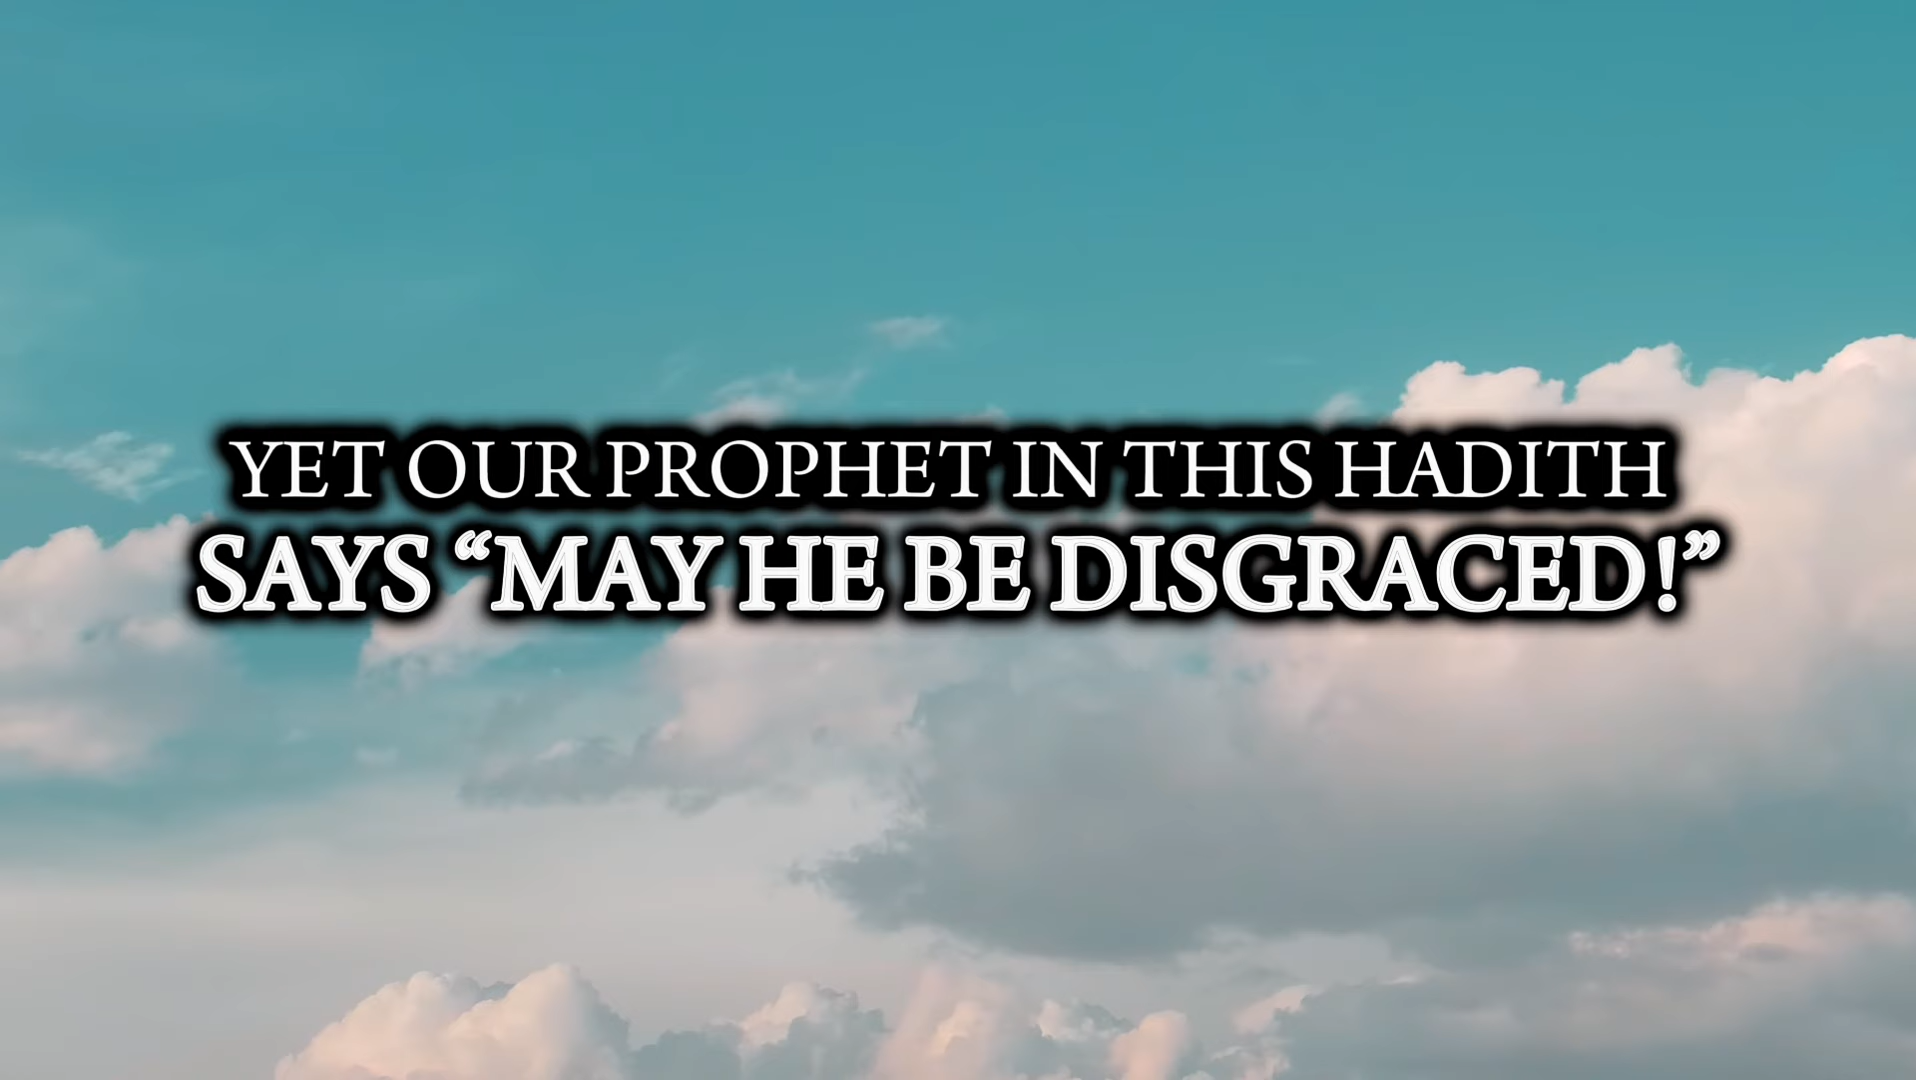 YET OUR PROPHET IN THIS HADITH
SAYS “MAY HE BE DISGRACED!”